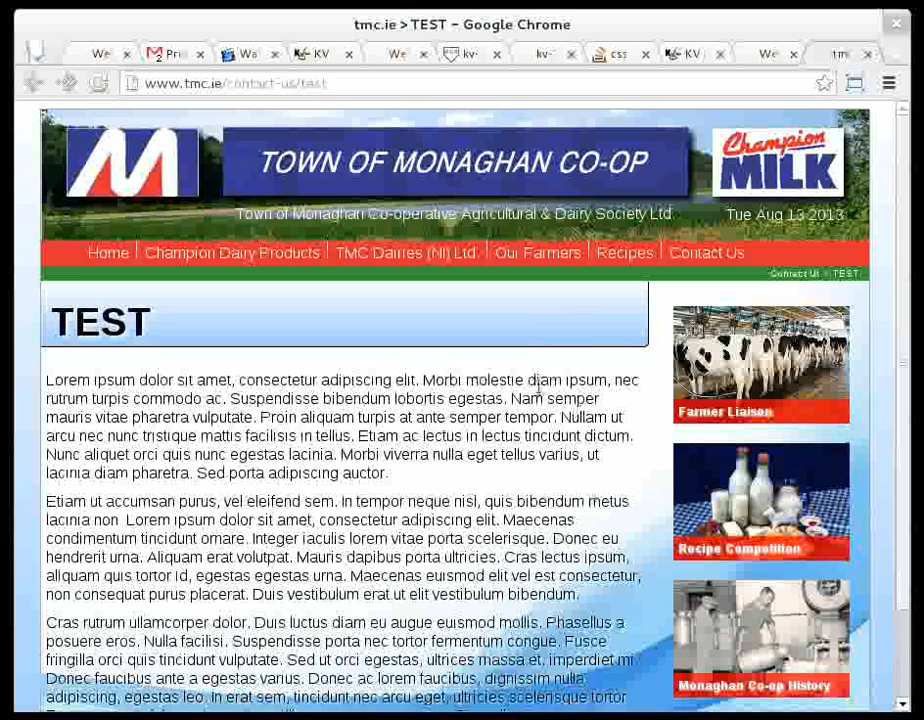 tmc.ie > TEST - Google Chrome
We
Pri
Wa
KV
We
kv-
kv-
css
KV
We
tm
www.tmc.ie/contact-us/test
TOWN OF MONAGHAN CO-OP
Champion
MILK
Town of Monaghan Co-operative Agricultural & Dairy Society Ltd.
Tue Aug 13 2013
Home Champion Dairy Products TMC Dairies (NI) Ltd. Our Farmers Recipes Contact Us
TEST
TEST
Lorem ipsum dolor sit amet, consectetur adipiscing elit. Morbi molestie diam ipsum, nec
rutrum turpis commodo ac. Suspendisse bibendum lobortis egestas. Nam semper
mauris vitae pharetra vulputate. Proin aliquam turpis at ante semper tempor. Nullam ut
arcu nec nunc tristique mattis facilisis in tellus. Etiam ac lectus in lectus tincidunt dictum.
Nunc aliquet orci quis nunc egestas lacinia. Morbi viverra nulla eget tellus varius, ut
lacinia diam pharetra. Sed porta adipiscing auctor.
Etiam ut accumsan purus, vel eleifend sem. In tempor neque nisl, quis bibendum metus
lacinia non Lorem ipsum dolor sit amet, consectetur adipiscing elit. Maecenas
condimentum tincidunt ornare. Integer iaculis lorem vitae porta scelerisque. Donec eu
hendrerit urna. Aliquam erat volutpat. Mauris dapibus porta ultricies. Cras lectus ipsum,
aliquam quis tortor id, egestas egestas urna. Maecenas euismod elit vel est consectetur,
non consequat purus placerat. Duis vestibulum erat ut elit vestibulum bibendum.
Cras rutrum ullamcorper dolor. Duis luctus diam eu augue euismod mollis. Phasellus a
posuere eros. Nulla facilisi. Suspendisse porta nec tortor fermentum congue. Fusce
fringilla orci quis tincidunt vulputate. Sed ut orci egestas, ultrices massa et, imperdiet mi.
Donec faucibus ante a egestas varius. Donec ac lorem faucibus, dignissim nulla
adipiscing, egestas leo. In erat sem, tincidunt nec arcu eget, ultricies scelerisque tortor.
Farmer Liaison
Recipe Competition
Monaghan Co-op History